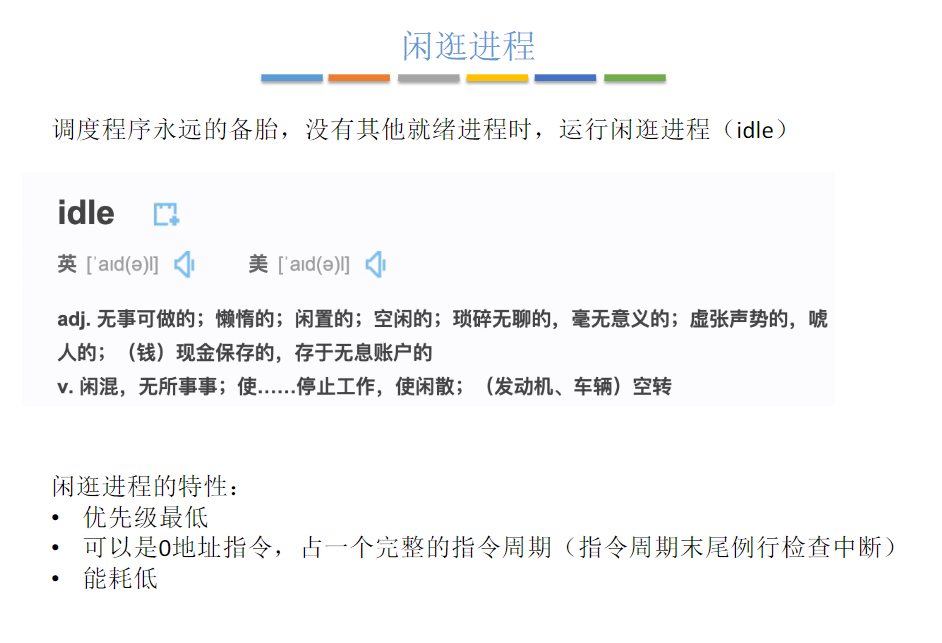 闲逛进程
调度程序永远的备胎，没有其他就绪进程时，运行闲逛进程（idle）
idle
英 [ˈaɪd(ə)l] 美 [ˈaɪd(ə)l]
adj. 无事可做的；懒惰的；闲置的；空闲的；琐碎无聊的，毫无意义的；虚张声势的，唬
人的；（钱）现金保存的，存于无息账户的
v. 闲混，无所事事；使……停止工作，使闲散；（发动机、车辆）空转
闲逛进程的特性：
• 优先级最低
• 可以是0地址指令，占一个完整的指令周期（指令周期末尾例行检查中断）
• 能耗低